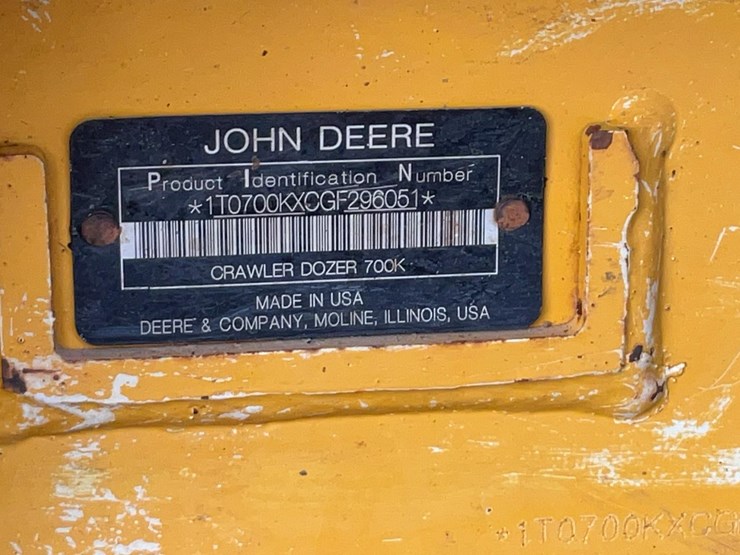 JOHN DEERE
Product Identification Number
*1T0700KXCGF296051*
CRAWLER DOZER 700K
MADE IN USA
DEERE & COMPANY, MOLINE, ILLINOIS, USA
*1T0700KXCG